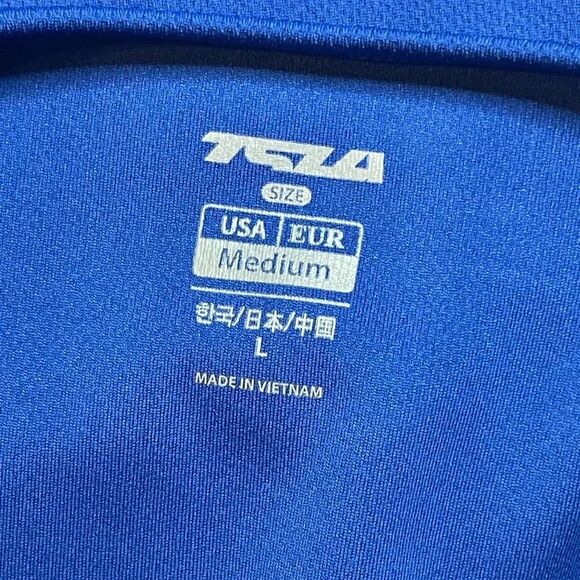 TSLA
SIZE
USA EUR
Medium
한국/日本/中国
L
MADE IN VIETNAM